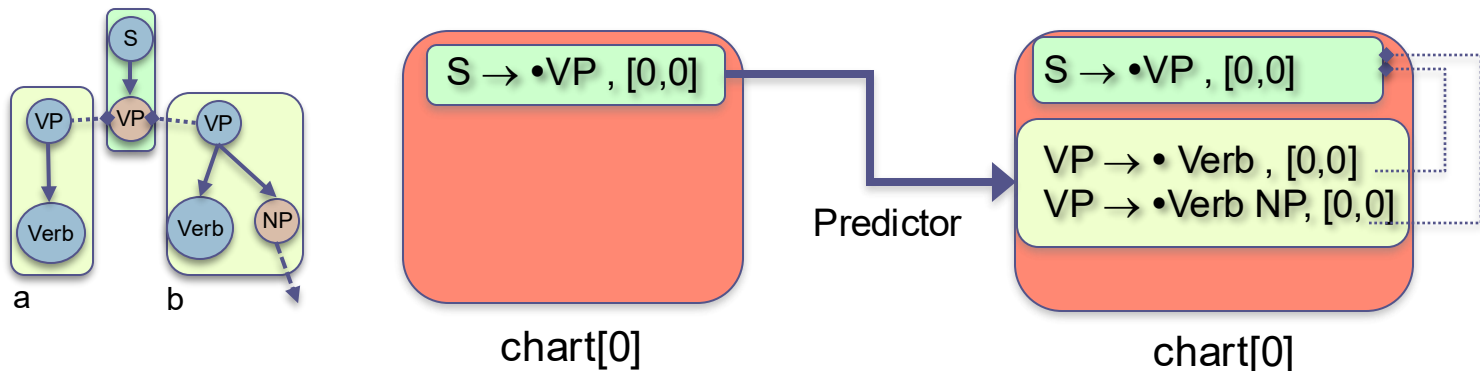 S
VP
VP
VP
Verb
Verb
NP
a
b
S → •VP , [0,0]
chart[0]
Predictor
S → •VP , [0,0]
VP → • Verb , [0,0]
VP → •Verb NP, [0,0]
chart[0]